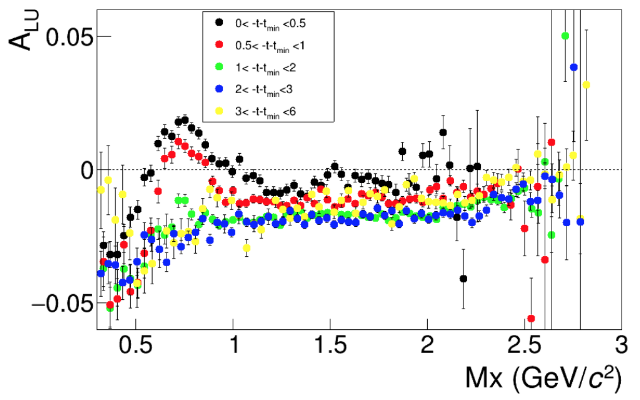 A_LU
0.05
0< -t-t_min <0.5
0.5< -t-t_min <1
1< -t-t_min <2
2< -t-t_min <3
3< -t-t_min <6
0
−0.05
0.5 1 1.5 2 2.5 3
Mx (GeV/c²)